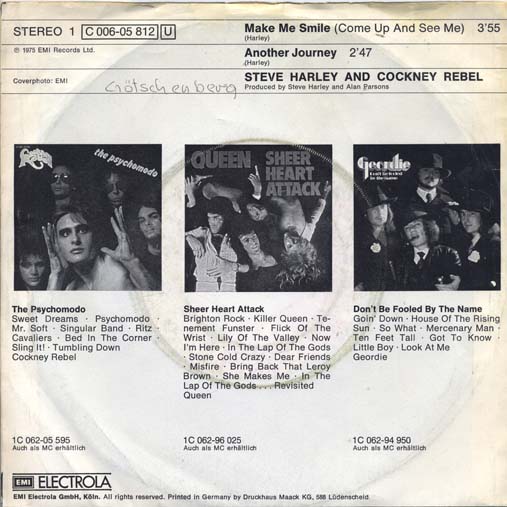 STEREO 1 C 006-05 812 U
Make Me Smile (Come Up And See Me) 3'55
(Harley)
℗ 1975 EMI Records Ltd.
Another Journey 2'47
(Harley)
Coverphoto: EMI
STEVE HARLEY AND COCKNEY REBEL
Produced by Steve Harley and Alan Parsons
Götschenberg
the psychomodo
QUEEN SHEER
HEART
ATTACK
Geordie
Don't Be Fooled
By The Name
The Psychomodo
Sweet Dreams · Psychomodo ·
Mr. Soft · Singular Band · Ritz ·
Cavaliers · Bed In The Corner ·
Sling It! · Tumbling Down
Cockney Rebel
1C 062-05 595
Auch als MC erhältlich
Sheer Heart Attack
Brighton Rock · Killer Queen · Te-
nement Funster · Flick Of The
Wrist · Lily Of The Valley · Now
I'm Here · In The Lap Of The Gods
· Stone Cold Crazy · Dear Friends
· Misfire · Bring Back That Leroy
Brown · She Makes Me · In The
Lap Of The Gods . . . Revisited
Queen
1C 062-96 025
Auch als MC erhältlich
Don't Be Fooled By The Name
Goin' Down · House Of The Rising
Sun · So What · Mercenary Man ·
Ten Feet Tall · Got To Know ·
Little Boy · Look At Me
Geordie
1C 062-94 950
Auch als MC erhältlich
EMI ELECTROLA
EMI Electrola GmbH, Köln. All rights reserved. Printed in Germany by Druckhaus Maack KG, 588 Lüdenscheid.